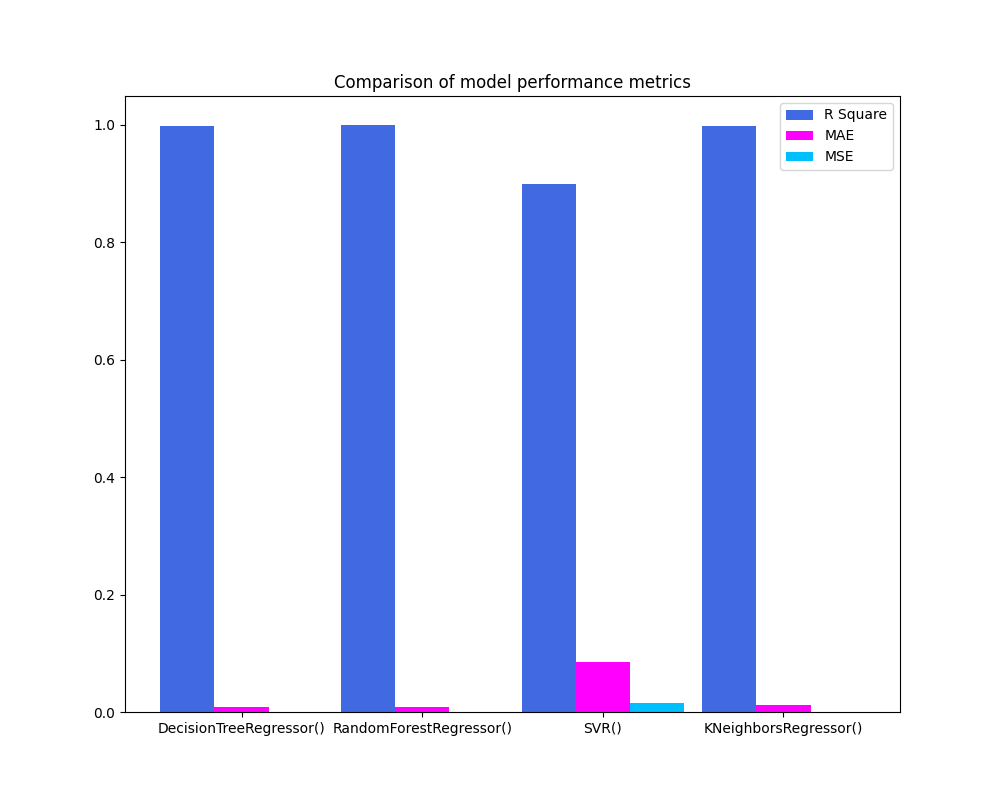 Comparison of model performance metrics
R Square
MAE
MSE
1.0
0.8
0.6
0.4
0.2
0.0
DecisionTreeRegressor() RandomForestRegressor() SVR() KNeighborsRegressor()